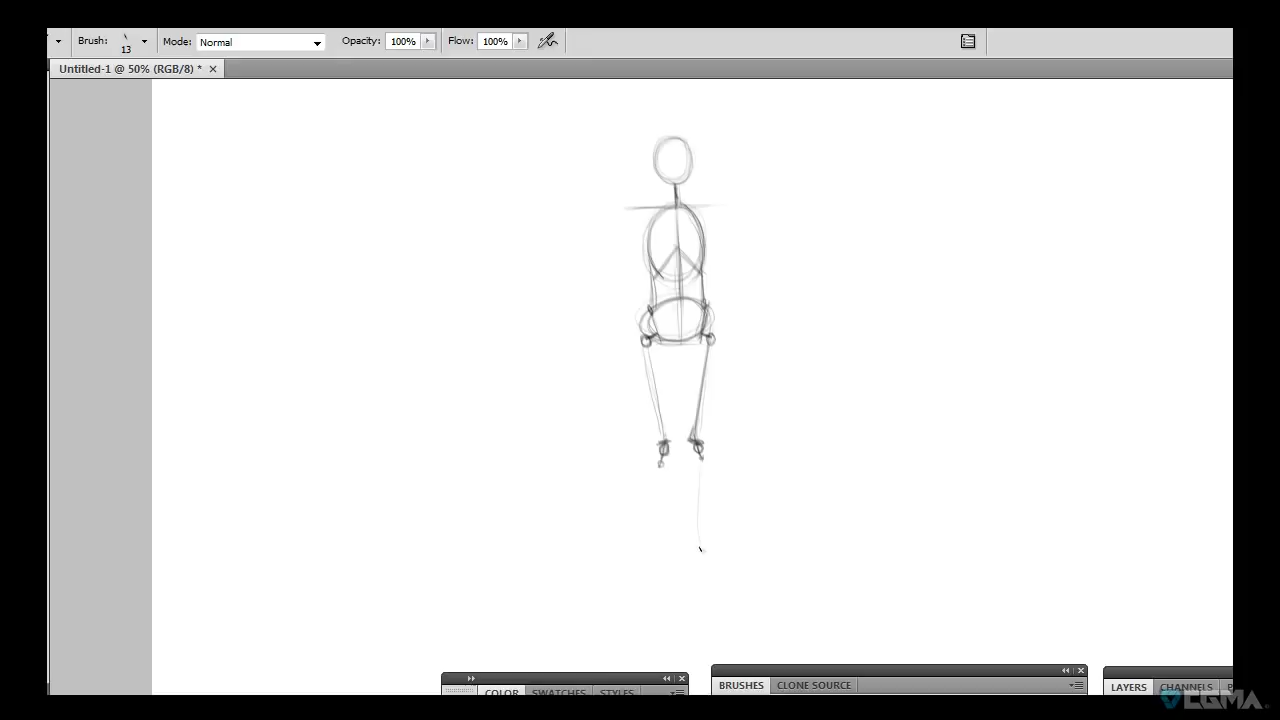 Brush: 13 Mode: Normal Opacity: 100% Flow: 100%
Untitled-1 @ 50% (RGB/8) *
COLOR SWATCHES STYLES
BRUSHES CLONE SOURCE
LAYERS CHANNELS
CGMA